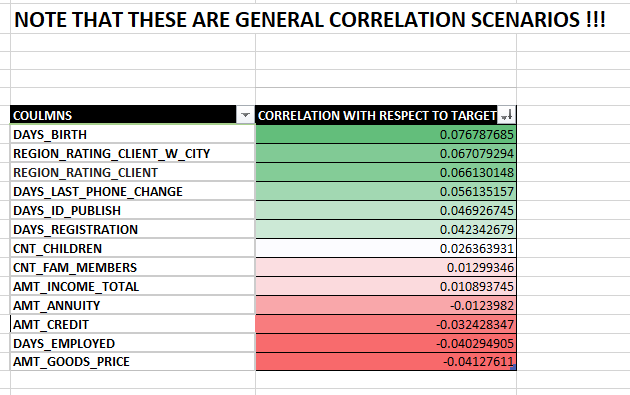 NOTE THAT THESE ARE GENERAL CORRELATION SCENARIOS !!!
COULMNS CORRELATION WITH RESPECT TO TARGET
DAYS_BIRTH 0.076787685
REGION_RATING_CLIENT_W_CITY 0.067079294
REGION_RATING_CLIENT 0.066130148
DAYS_LAST_PHONE_CHANGE 0.056135157
DAYS_ID_PUBLISH 0.046926745
DAYS_REGISTRATION 0.042342679
CNT_CHILDREN 0.026363931
CNT_FAM_MEMBERS 0.01299346
AMT_INCOME_TOTAL 0.010893745
AMT_ANNUITY -0.0123982
AMT_CREDIT -0.032428347
DAYS_EMPLOYED -0.040294905
AMT_GOODS_PRICE -0.04127611